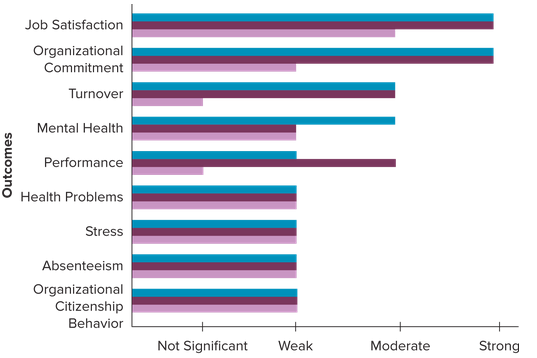 Outcomes
Job Satisfaction
Organizational
Commitment
Turnover
Mental Health
Performance
Health Problems
Stress
Absenteeism
Organizational
Citizenship
Behavior
Not Significant
Weak
Moderate
Strong